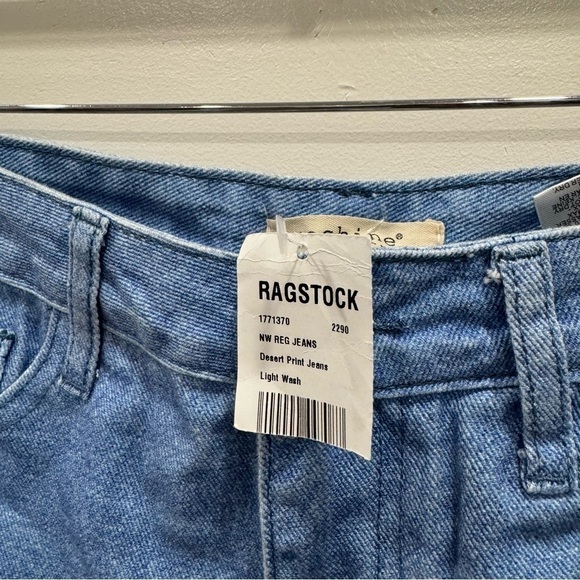 RAGSTOCK
1771370 2290
NW REG JEANS
Desert Print Jeans
Light Wash